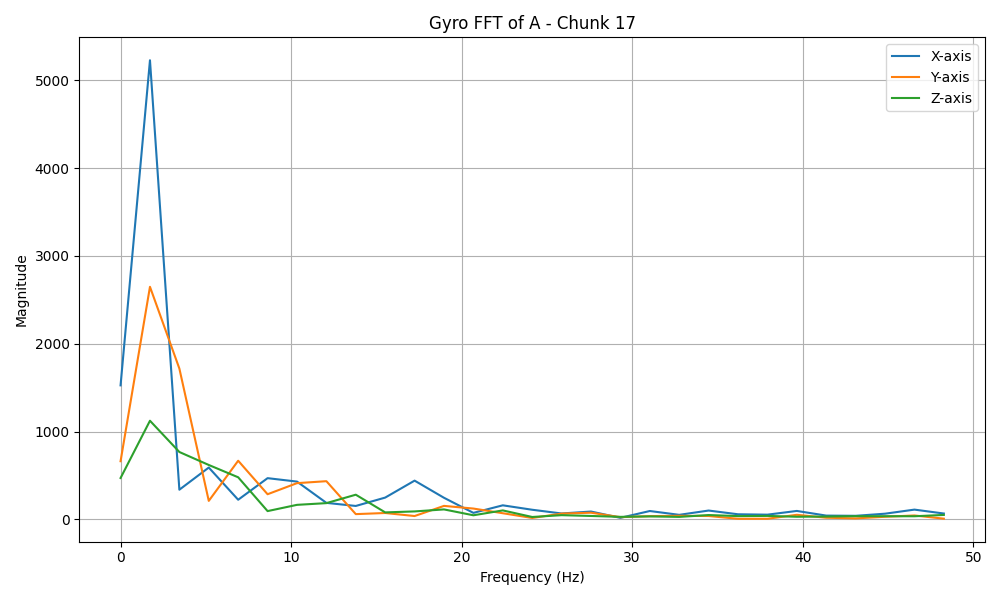 Gyro FFT of A - Chunk 17
X-axis
Y-axis
Z-axis
Magnitude
5000
4000
3000
2000
1000
0
0 10 20 30 40 50
Frequency (Hz)